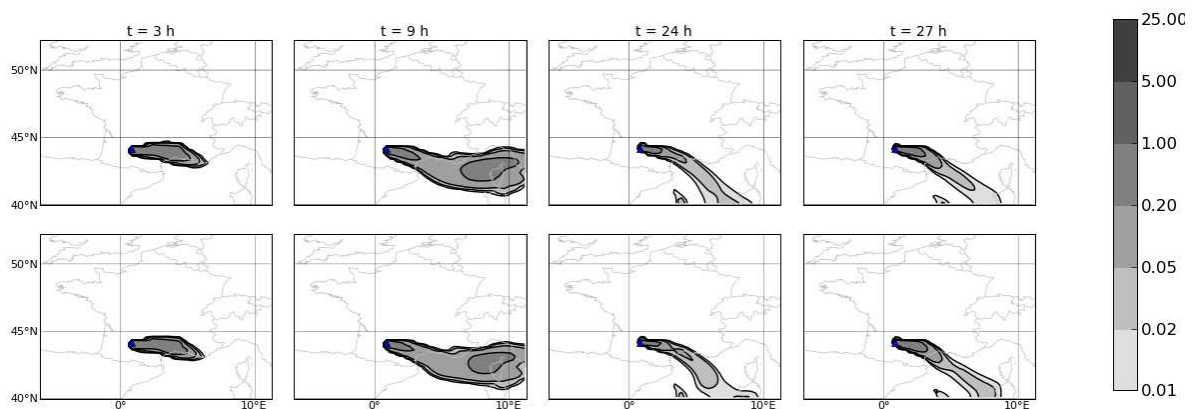 t = 3 h
t = 9 h
t = 24 h
t = 27 h
50°N
45°N
40°N
50°N
45°N
40°N
0°
10°E
0°
10°E
0°
10°E
0°
10°E
25.00
5.00
1.00
0.20
0.05
0.02
0.01